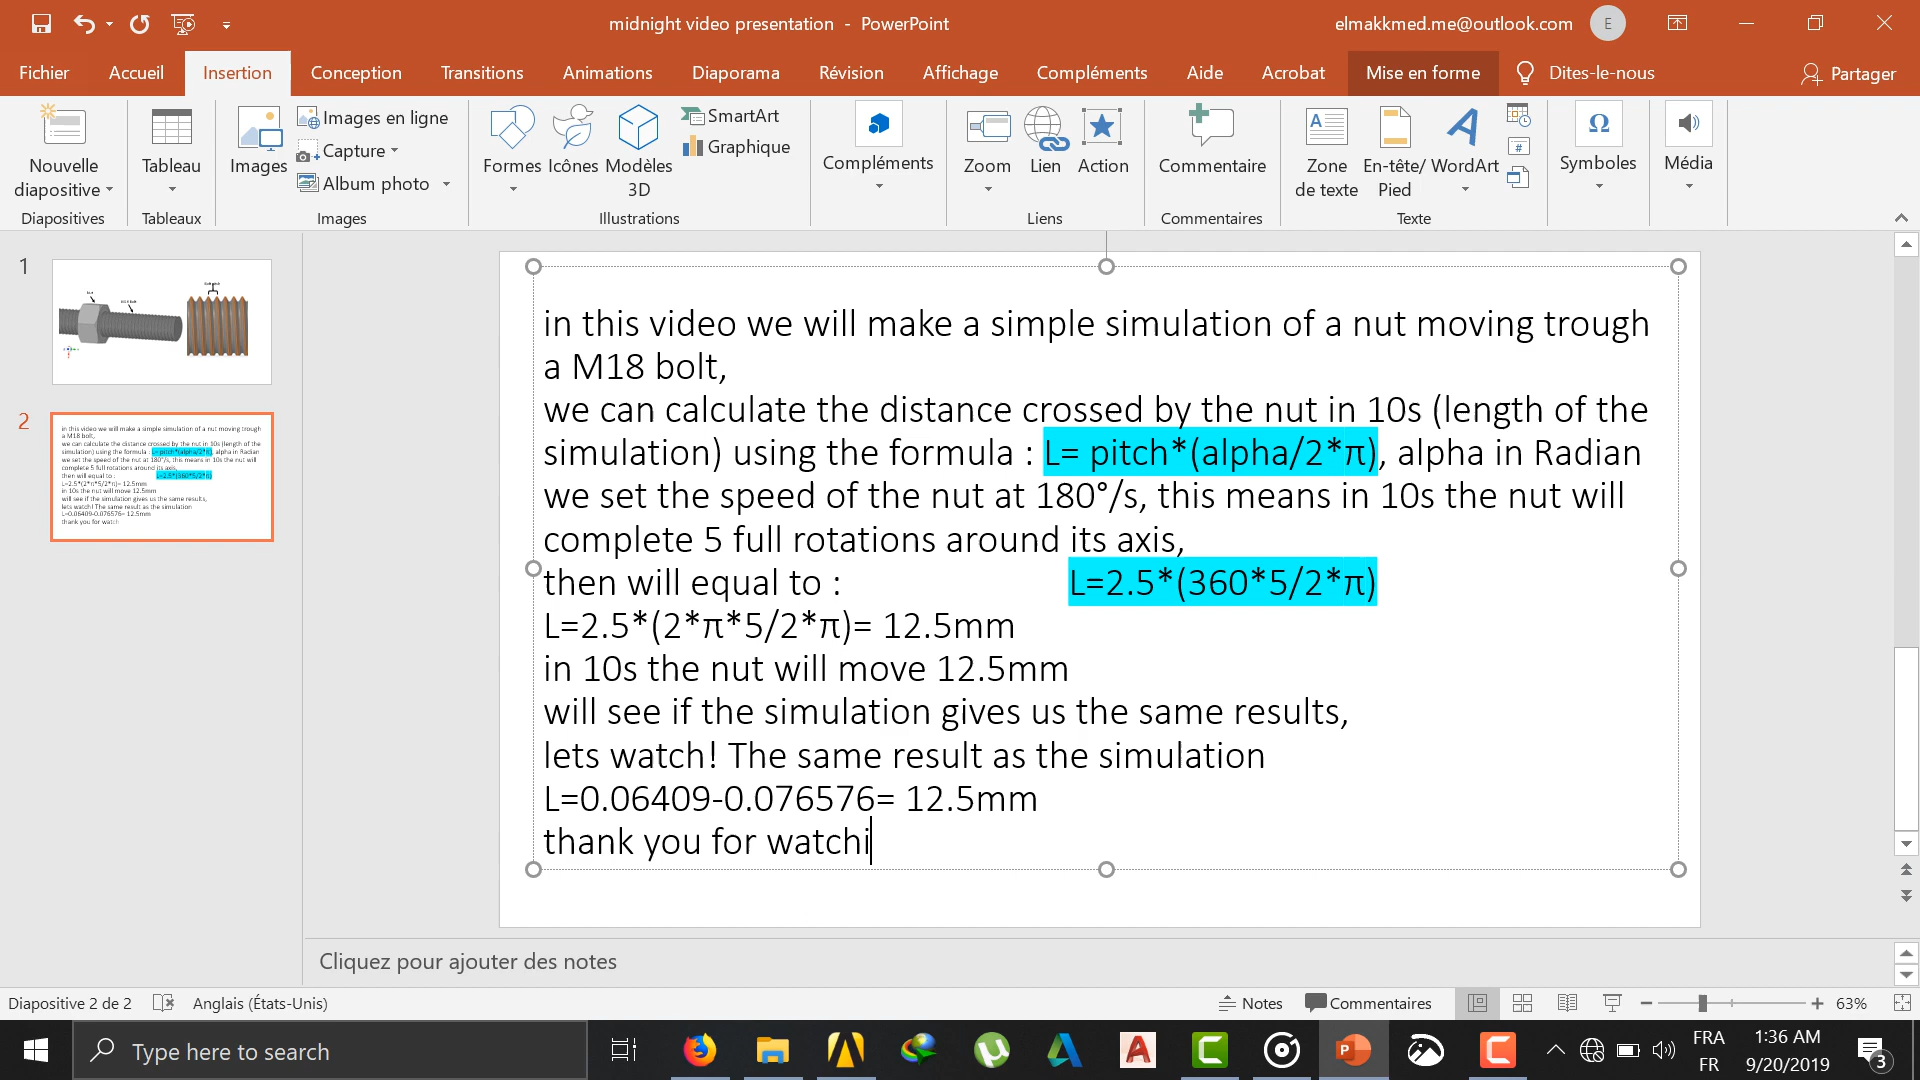 midnight video presentation - PowerPoint
elmakkmed.me@outlook.com
E
Fichier
Accueil
Insertion
Conception
Transitions
Animations
Diaporama
Révision
Affichage
Compléments
Aide
Acrobat
Mise en forme
Dites-le-nous
Partager
Nouvelle diapositive
Diapositives
Tableau
Tableaux
Images
Images en ligne
Capture
Album photo
Images
Formes
Icônes
Modèles 3D
SmartArt
Graphique
Illustrations
Compléments
Zoom
Lien
Action
Liens
Commentaire
Commentaires
Zone de texte
En-tête/ Pied
WordArt
Texte
Symboles
Média
1
2
in this video we will make a simple simulation of a nut moving trough
a M18 bolt,
we can calculate the distance crossed by the nut in 10s (length of the
simulation) using the formula : L= pitch*(alpha/2*π), alpha in Radian
we set the speed of the nut at 180°/s, this means in 10s the nut will
complete 5 full rotations around its axis,
then will equal to : L=2.5*(360*5/2*π)
L=2.5*(2*π*5/2*π)= 12.5mm
in 10s the nut will move 12.5mm
will see if the simulation gives us the same results,
lets watch! The same result as the simulation
L=0.06409-0.076576= 12.5mm
thank you for watchi
Cliquez pour ajouter des notes
Diapositive 2 de 2
Anglais (États-Unis)
Notes
Commentaires
63%
Type here to search
FRA
FR
1:36 AM
9/20/2019
3